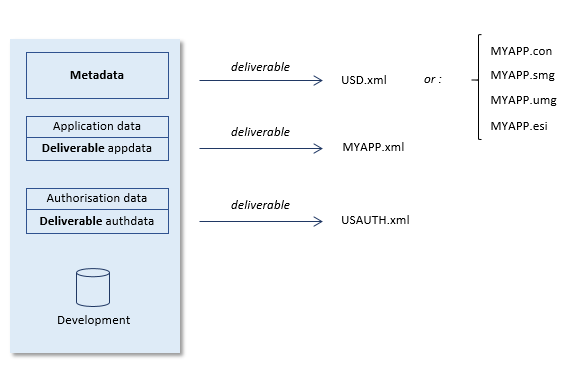 Metadata
deliverable
USD.xml
or :
MYAPP.con
MYAPP.smg
MYAPP.umg
MYAPP.esi
Application data
Deliverable appdata
deliverable
MYAPP.xml
Authorisation data
Deliverable authdata
deliverable
USAUTH.xml
Development